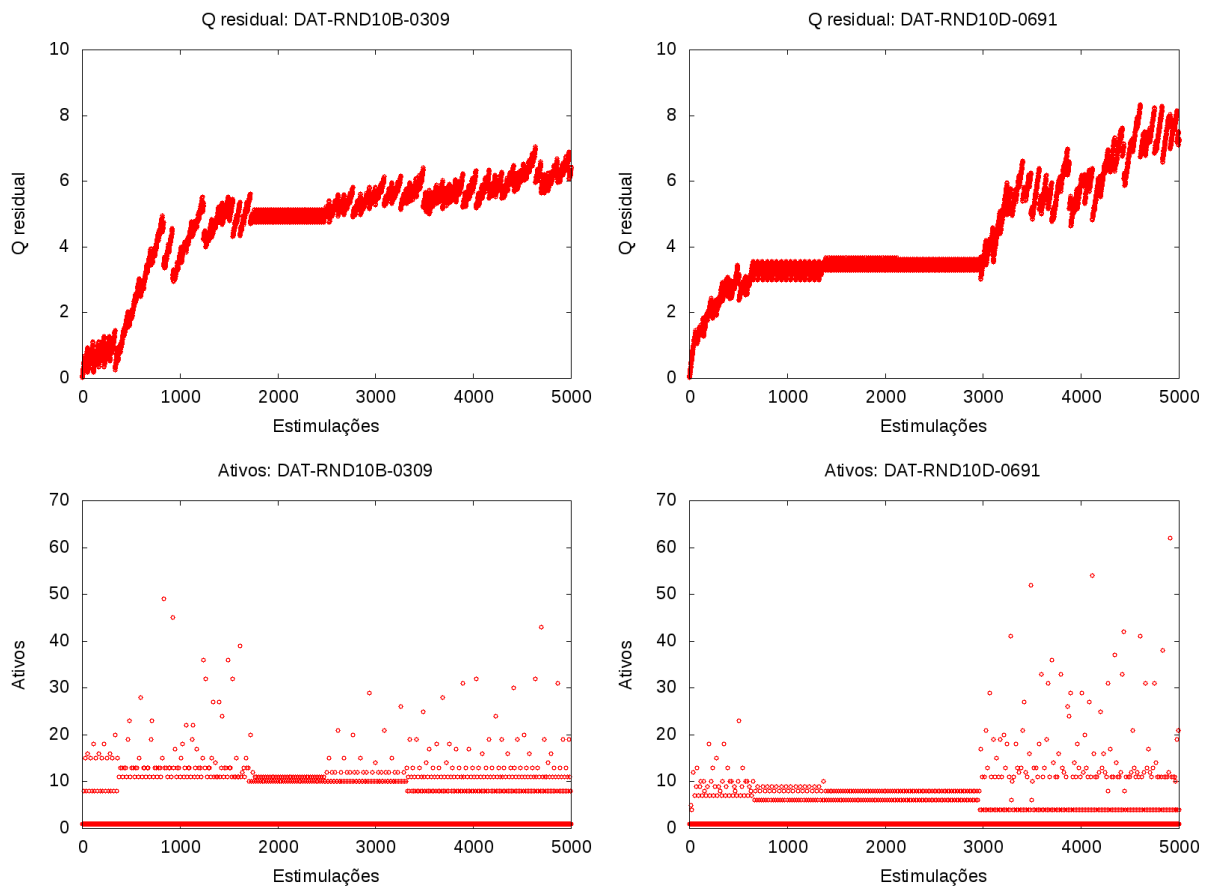 Q residual: DAT-RND10B-0309
10
8
6
4
2
0
Q residual
0 1000 2000 3000 4000 5000
Estimulações
Q residual: DAT-RND10D-0691
10
8
6
4
2
0
Q residual
0 1000 2000 3000 4000 5000
Estimulações
Ativos: DAT-RND10B-0309
70
60
50
40
30
20
10
0
Ativos
0 1000 2000 3000 4000 5000
Estimulações
Ativos: DAT-RND10D-0691
70
60
50
40
30
20
10
0
Ativos
0 1000 2000 3000 4000 5000
Estimulações